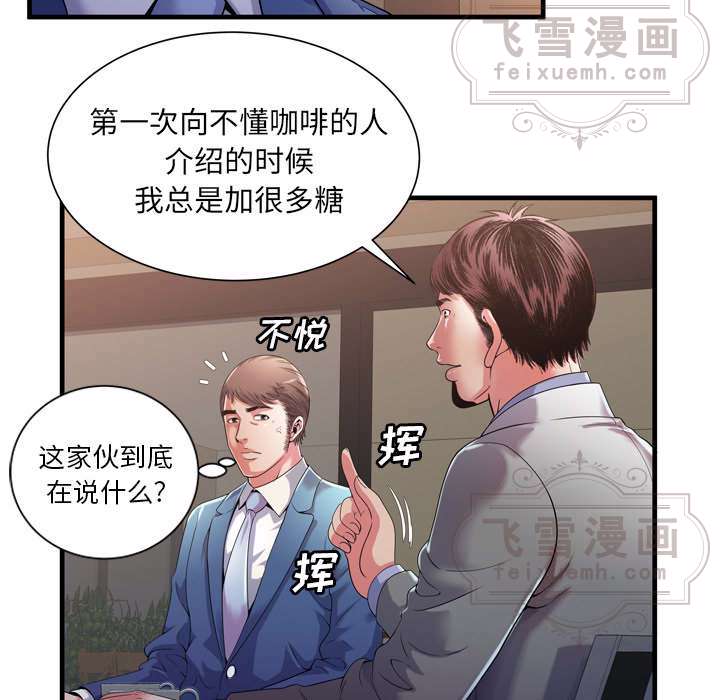 飞雪漫画
feixuemh.com
第一次向不懂咖啡的人
介绍的时候
我总是加很多糖
不悦
挥
这家伙到底
在说什么?
挥
飞雪漫画
feixuemh.com